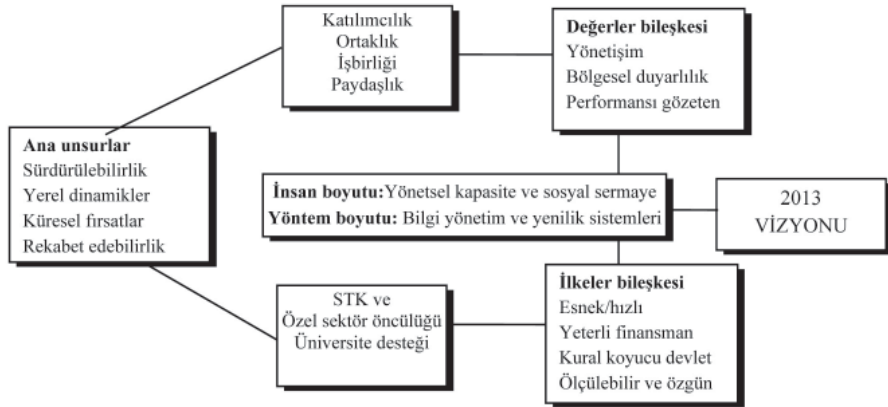 Katılımcılık
Ortaklık
İşbirliği
Paydaşlık
Değerler bileşkesi
Yönetişim
Bölgesel duyarlılık
Performansı gözeten
Ana unsurlar
Sürdürülebilirlik
Yerel dinamikler
Küresel fırsatlar
Rekabet edebilirlik
İnsan boyutu:Yönetsel kapasite ve sosyal sermaye
Yöntem boyutu: Bilgi yönetim ve yenilik sistemleri
2013
VİZYONU
STK ve
Özel sektör öncülüğü
Üniversite desteği
İlkeler bileşkesi
Esnek/hızlı
Yeterli finansman
Kural koyucu devlet
Ölçülebilir ve özgün